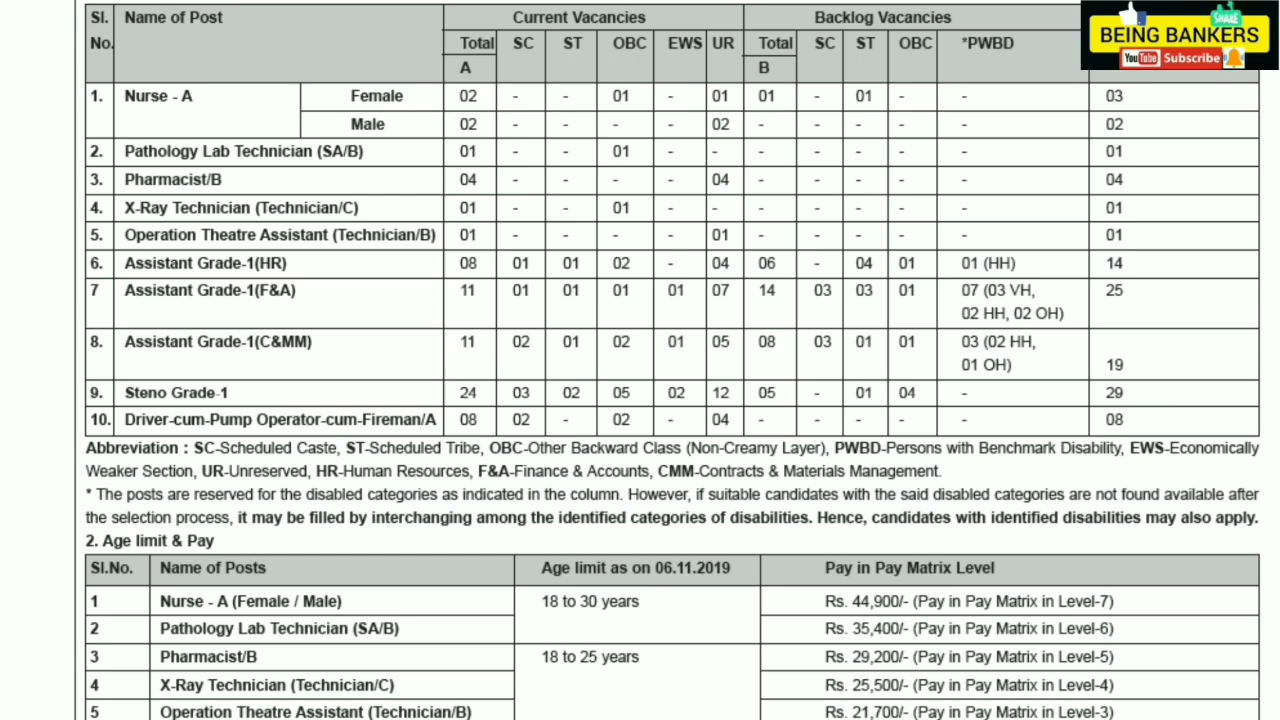 Sl. Name of Post Current Vacancies Backlog Vacancies
No. Total SC ST OBC EWS UR Total SC ST OBC *PWBD
A B
BEING BANKERS
SHARE
YouTube Subscribe
1. Nurse - A Female 02 - - 01 - 01 01 - 01 - - 03
Male 02 - - - - 02 - - - - - 02
2. Pathology Lab Technician (SA/B) 01 - - 01 - - - - - - - 01
3. Pharmacist/B 04 - - - - 04 - - - - - 04
4. X-Ray Technician (Technician/C) 01 - - 01 - - - - - - - 01
5. Operation Theatre Assistant (Technician/B) 01 - - - - 01 - - - - - 01
6. Assistant Grade-1(HR) 08 01 01 02 - 04 06 - 04 01 01 (HH) 14
7 Assistant Grade-1(F&A) 11 01 01 01 01 07 14 03 03 01 07 (03 VH, 25
02 HH, 02 OH)
8. Assistant Grade-1(C&MM) 11 02 01 02 01 05 08 03 01 01 03 (02 HH,
01 OH) 19
9. Steno Grade-1 24 03 02 05 02 12 05 - 01 04 - 29
10. Driver-cum-Pump Operator-cum-Fireman/A 08 02 - 02 - 04 - - - - - 08
Abbreviation : SC-Scheduled Caste, ST-Scheduled Tribe, OBC-Other Backward Class (Non-Creamy Layer), PWBD-Persons with Benchmark Disability, EWS-Economically
Weaker Section, UR-Unreserved, HR-Human Resources, F&A-Finance & Accounts, CMM-Contracts & Materials Management.
* The posts are reserved for the disabled categories as indicated in the column. However, if suitable candidates with the said disabled categories are not found available after
the selection process, it may be filled by interchanging among the identified categories of disabilities. Hence, candidates with identified disabilities may also apply.
2. Age limit & Pay
Sl.No. Name of Posts Age limit as on 06.11.2019 Pay in Pay Matrix Level
1 Nurse - A (Female / Male) 18 to 30 years Rs. 44,900/- (Pay in Pay Matrix in Level-7)
2 Pathology Lab Technician (SA/B) Rs. 35,400/- (Pay in Pay Matrix in Level-6)
3 Pharmacist/B 18 to 25 years Rs. 29,200/- (Pay in Pay Matrix in Level-5)
4 X-Ray Technician (Technician/C) Rs. 25,500/- (Pay in Pay Matrix in Level-4)
5 Operation Theatre Assistant (Technician/B) Rs. 21,700/- (Pay in Pay Matrix in Level-3)